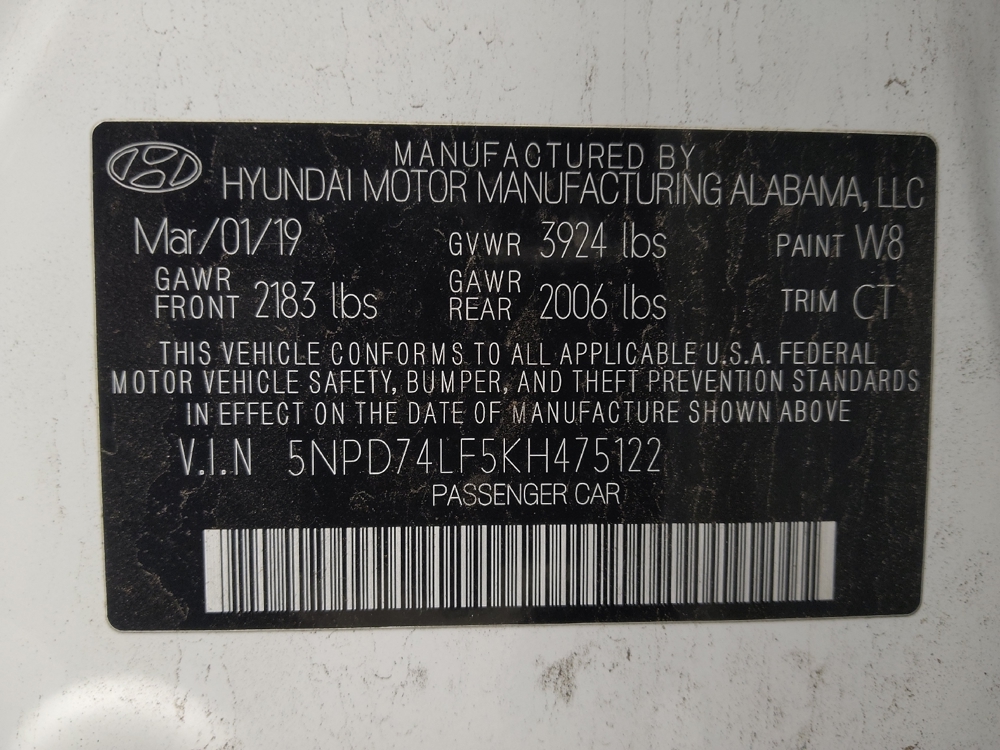 MANUFACTURED BY
HYUNDAI MOTOR MANUFACTURING ALABAMA, LLC
Mar/01/19 GVWR 3924 lbs PAINT W8
GAWR FRONT 2183 lbs GAWR REAR 2006 lbs TRIM CT
THIS VEHICLE CONFORMS TO ALL APPLICABLE U.S.A. FEDERAL
MOTOR VEHICLE SAFETY, BUMPER, AND THEFT PREVENTION STANDARDS
IN EFFECT ON THE DATE OF MANUFACTURE SHOWN ABOVE
V.I.N 5NPD74LF5KH475122
PASSENGER CAR